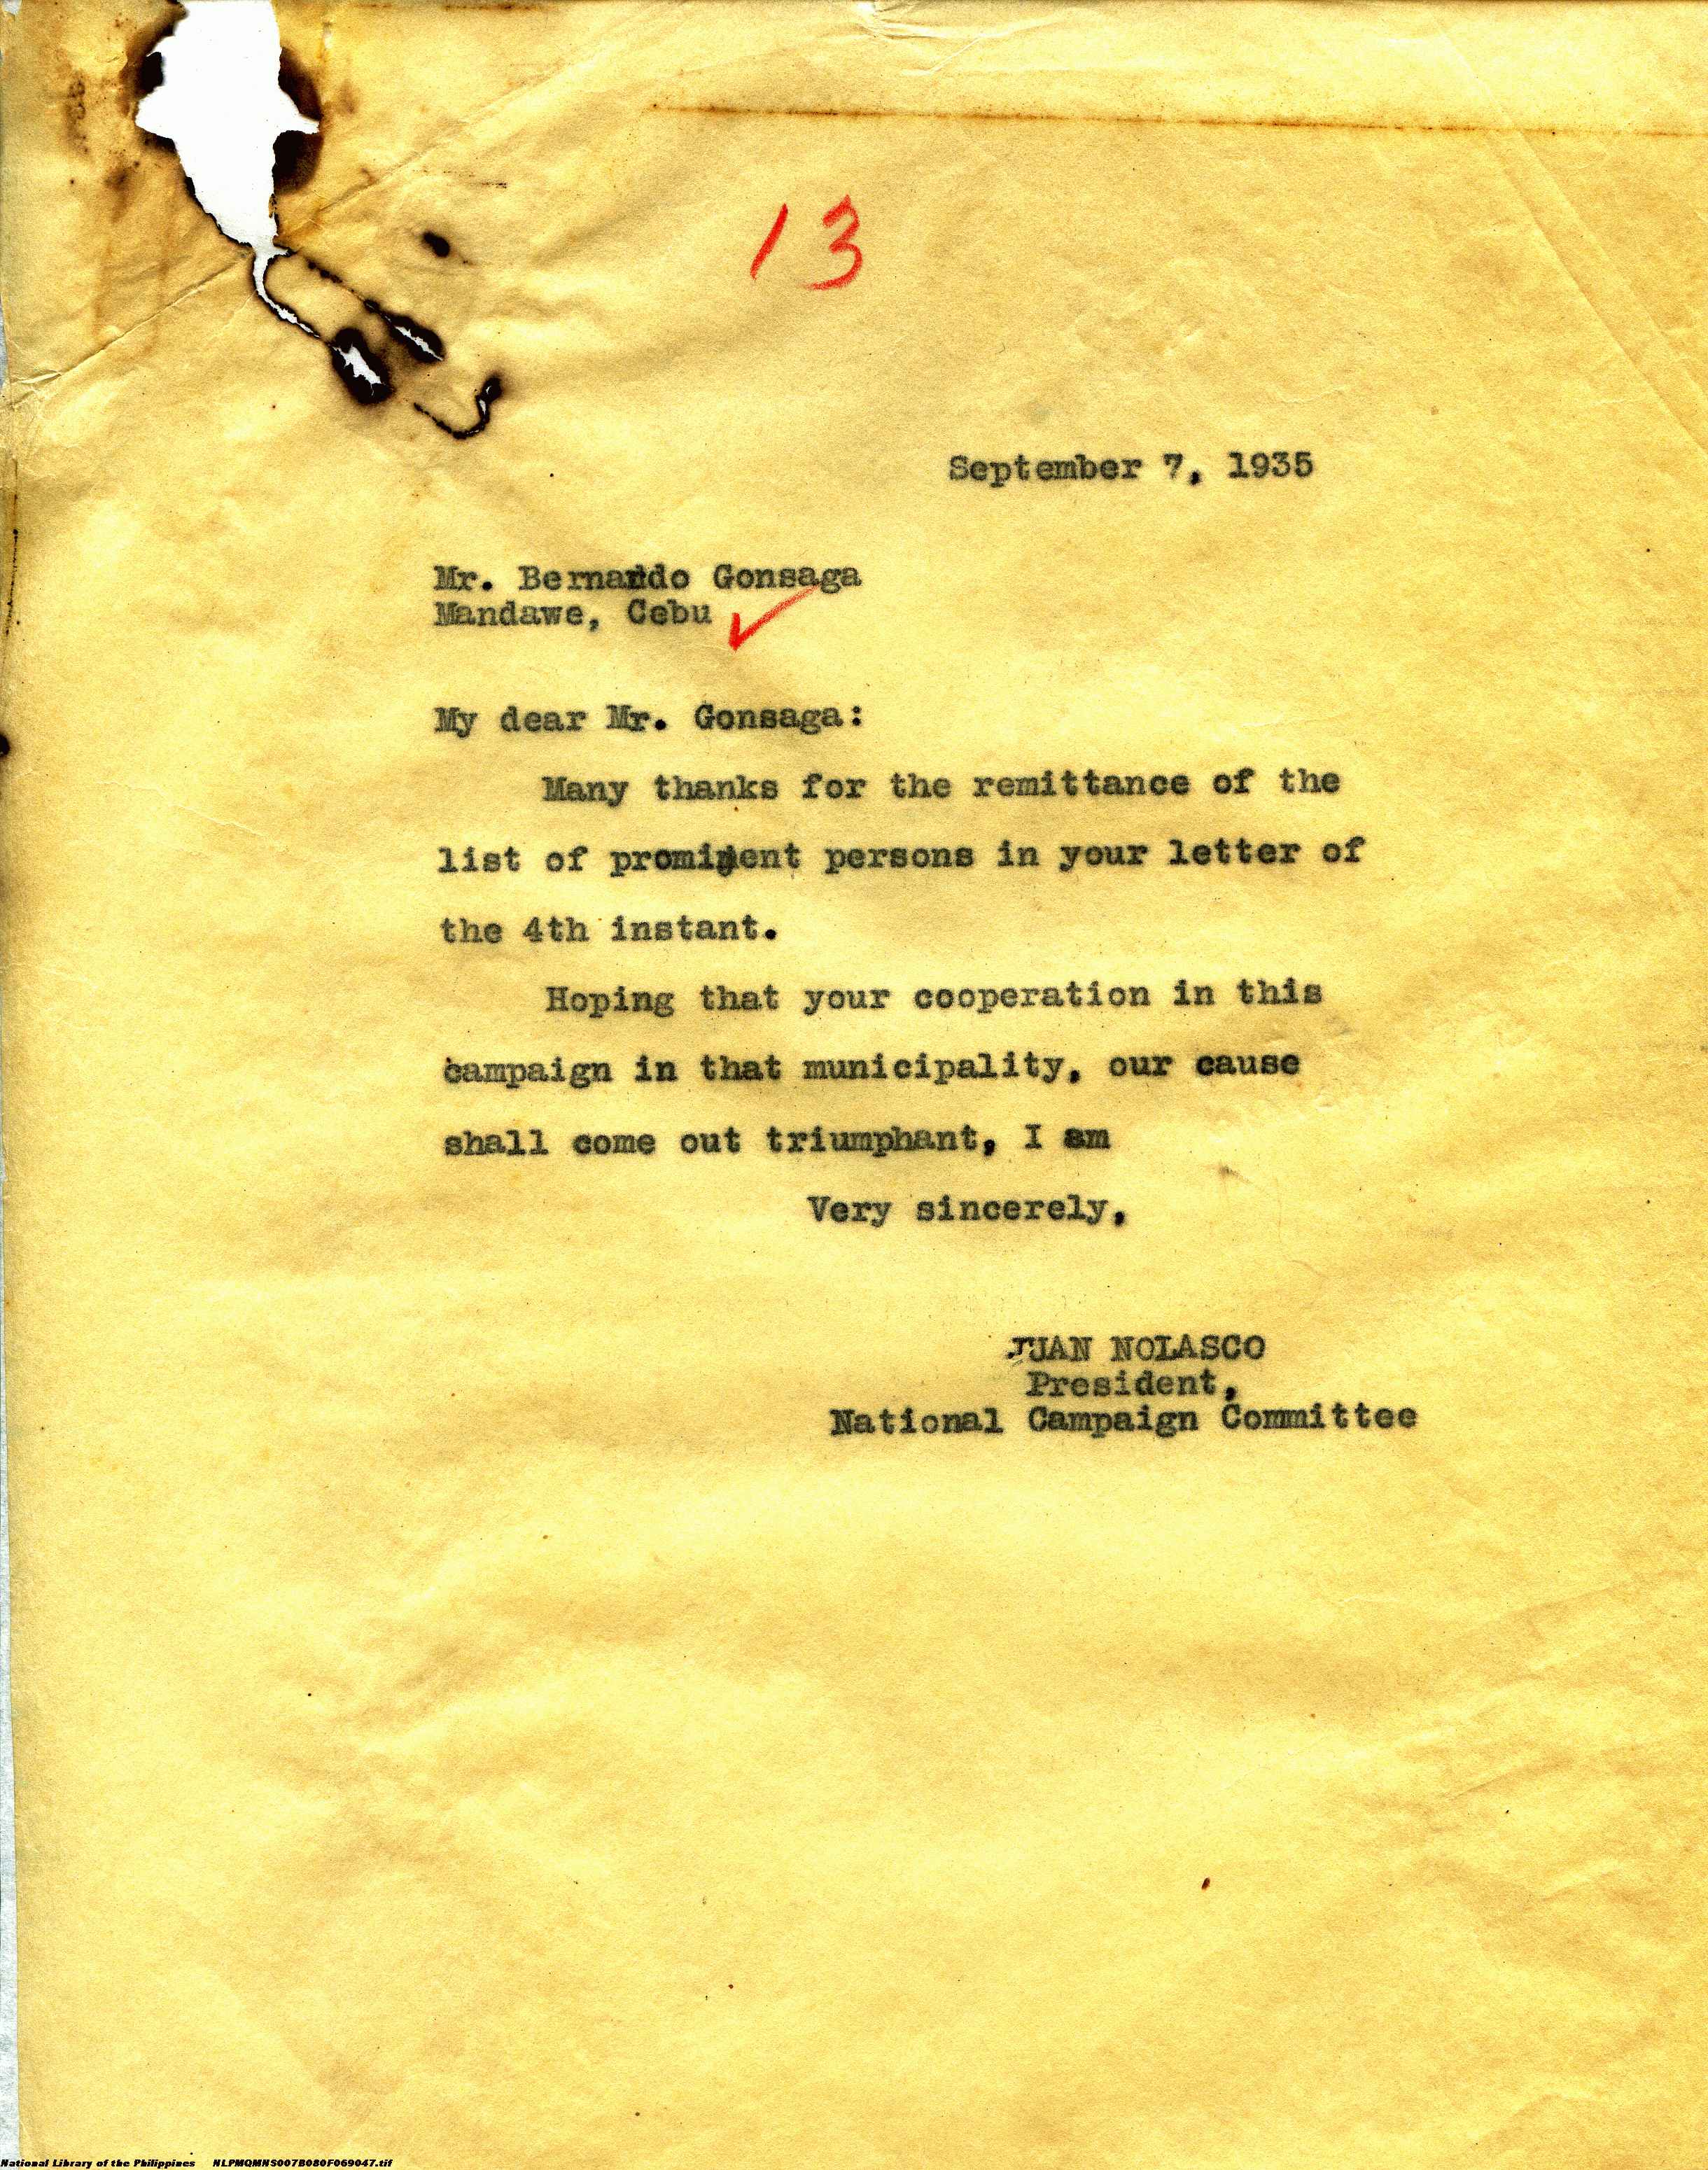 13
September 7, 1935
Mr. Bernardo Gonsaga
Mandawe, Cebu
My dear Mr. Gonsaga:
Many thanks for the remittance of the
list of prominent persons in your letter of
the 4th instant.
Hoping that your cooperation in this
campaign in that municipality, our cause
shall come out triumphant, I am
Very sincerely,
JUAN NOLASCO
President,
National Campaign Committee
National Library of the Philippines NLPMQMNS007B080F069047.tif